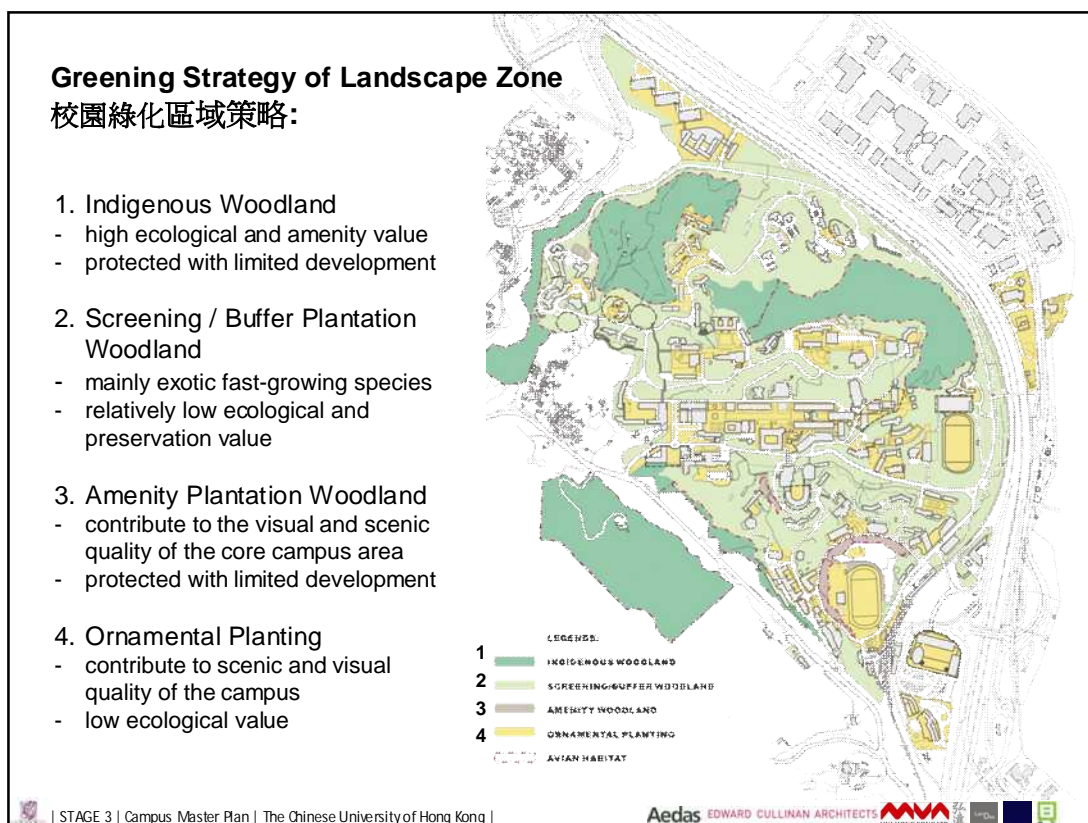 Greening Strategy of Landscape Zone
校園綠化區域策略:
1. Indigenous Woodland
- high ecological and amenity value
- protected with limited development
2. Screening / Buffer Plantation
Woodland
- mainly exotic fast-growing species
- relatively low ecological and
preservation value
3. Amenity Plantation Woodland
- contribute to the visual and scenic
quality of the core campus area
- protected with limited development
4. Ornamental Planting
- contribute to scenic and visual
quality of the campus
- low ecological value
LEGENDS:
1 INDIGENOUS WOODLAND
2 SCREENING/BUFFER WOODLAND
3 AMENITY WOODLAND
4 ORNAMENTAL PLANTING
AVIAN HABITAT
| STAGE 3 | Campus Master Plan | The Chinese University of Hong Kong |
Aedas EDWARD CULLINAN ARCHITECTS MVA